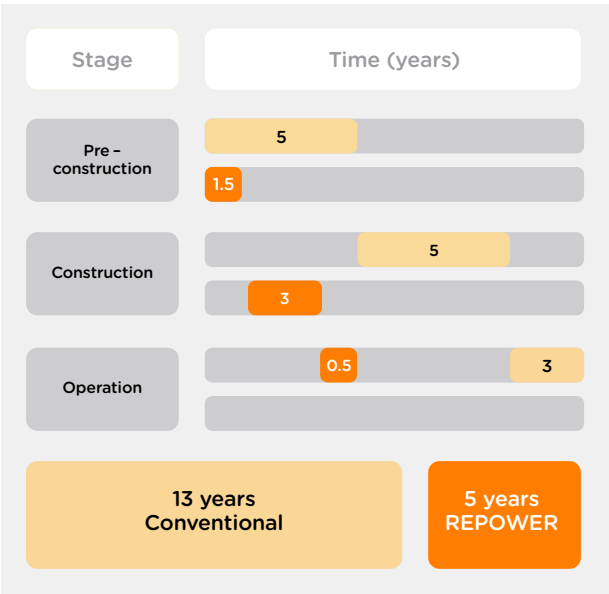 Stage
Time (years)
Pre –
construction
5
1.5
Construction
5
3
Operation
0.5
3
13 years
Conventional
5 years
REPOWER